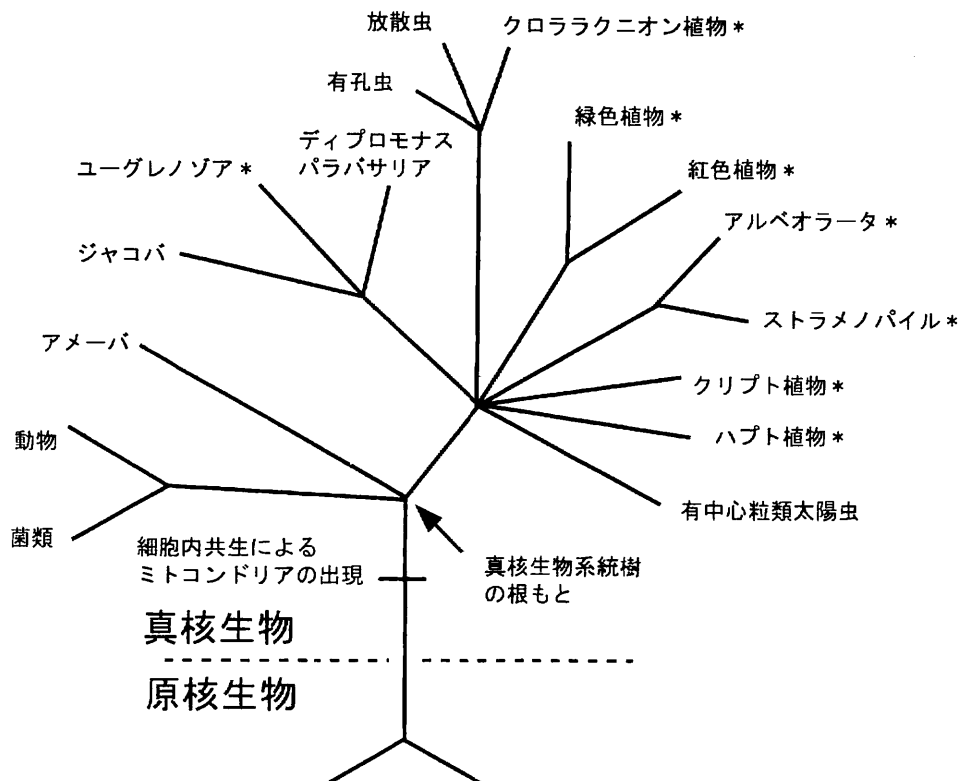 放散虫
クロララクニオン植物＊
有孔虫
緑色植物＊
ディプロモナス
パラバサリア
ユーグレノゾア＊
紅色植物＊
アルベオラータ＊
ジャコバ
ストラメノパイル＊
アメーバ
クリプト植物＊
ハプト植物＊
動物
有中心粒類太陽虫
菌類
細胞内共生による
ミトコンドリアの出現
真核生物系統樹
の根もと
真核生物
原核生物